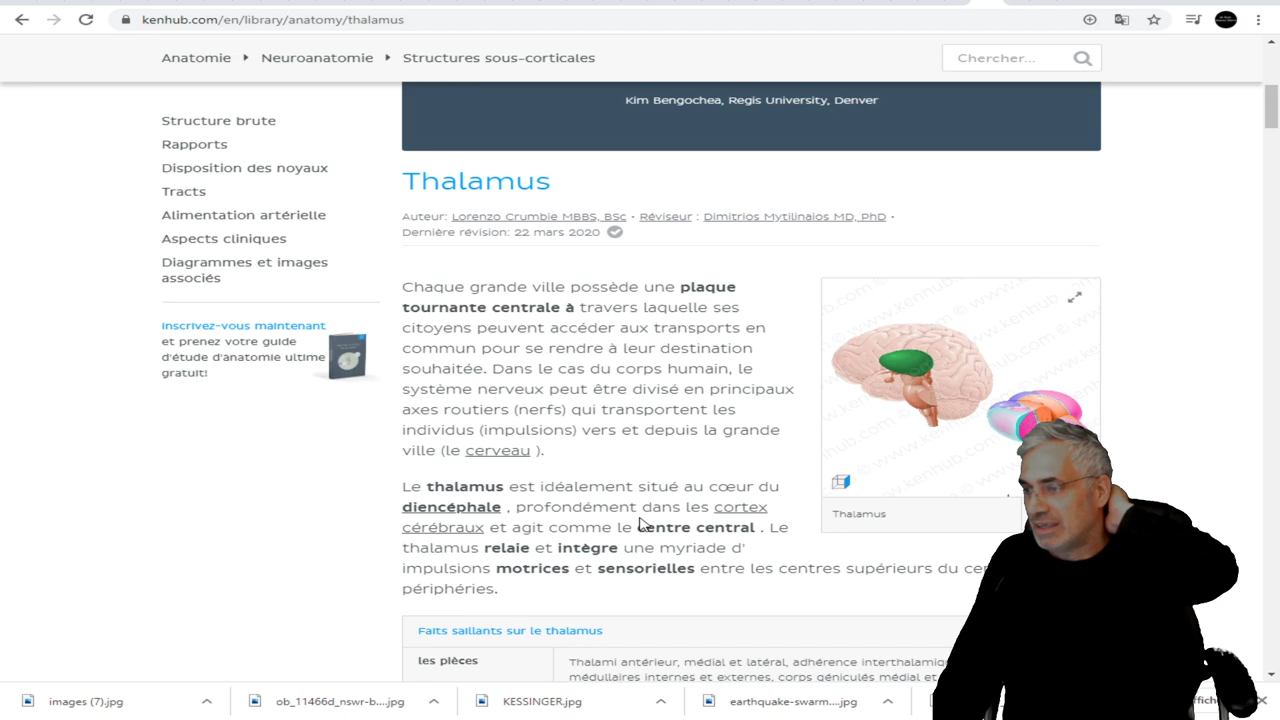 kenhub.com/en/library/anatomy/thalamus
Anatomie Neuroanatomie Structures sous-corticales
Chercher...
Kim Bengochea, Regis University, Denver
Structure brute
Rapports
Disposition des noyaux
Tracts
Alimentation artérielle
Aspects cliniques
Diagrammes et images
associés
Inscrivez-vous maintenant
et prenez votre guide
d'étude d'anatomie ultime
gratuit!
Thalamus
Auteur: Lorenzo Crumbie MBBS, BSc • Réviseur : Dimitrios Mytilinaios MD, PhD •
Dernière révision: 22 mars 2020
Chaque grande ville possède une plaque
tournante centrale à travers laquelle ses
citoyens peuvent accéder aux transports en
commun pour se rendre à leur destination
souhaitée. Dans le cas du corps humain, le
système nerveux peut être divisé en principaux
axes routiers (nerfs) qui transportent les
individus (impulsions) vers et depuis la grande
ville (le cerveau ).
Le thalamus est idéalement situé au cœur du
diencéphale , profondément dans les cortex
cérébraux et agit comme le centre central . Le
thalamus relaie et intègre une myriade d'
impulsions motrices et sensorielles entre les centres supérieurs du
périphéries.
© www.kenhub.com
Thalamus
Faits saillants sur le thalamus
les pièces
Thalami antérieur, médial et latéral, adhérence
médullaires internes et externes, corps géniculés médial et
images (7).jpg
ob_11466d_nswr-b....jpg
KESSINGER.jpg
earthquake-swarm....jpg